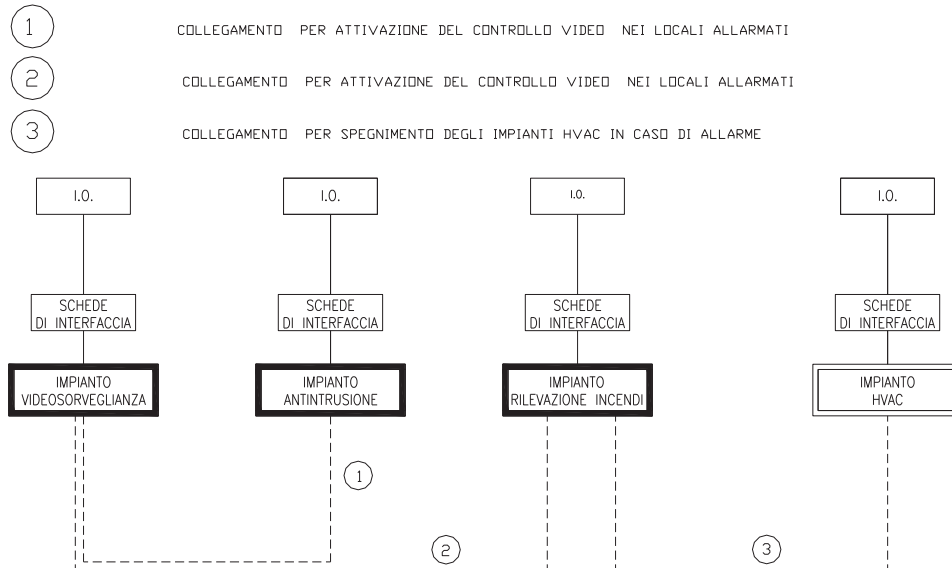 1 COLLEGAMENTO PER ATTIVAZIONE DEL CONTROLLO VIDEO NEI LOCALI ALLARMATI
2 COLLEGAMENTO PER ATTIVAZIONE DEL CONTROLLO VIDEO NEI LOCALI ALLARMATI
3 COLLEGAMENTO PER SPEGNIMENTO DEGLI IMPIANTI HVAC IN CASO DI ALLARME
I.O.
I.O.
I.O.
I.O.
SCHEDE
DI INTERFACCIA
SCHEDE
DI INTERFACCIA
SCHEDE
DI INTERFACCIA
SCHEDE
DI INTERFACCIA
IMPIANTO
VIDEOSORVEGLIANZA
IMPIANTO
ANTINTRUSIONE
IMPIANTO
RILEVAZIONE INCENDI
IMPIANTO
HVAC
1
2
3